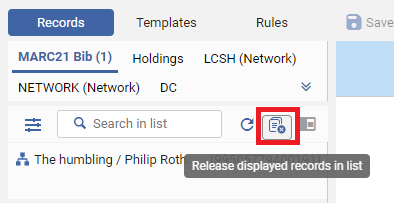 Records Templates Rules Save
MARC21 Bib (1) Holdings LCSH (Network)
NETWORK (Network) DC
Search in list
The humbling / Philip Roth
Release displayed records in list